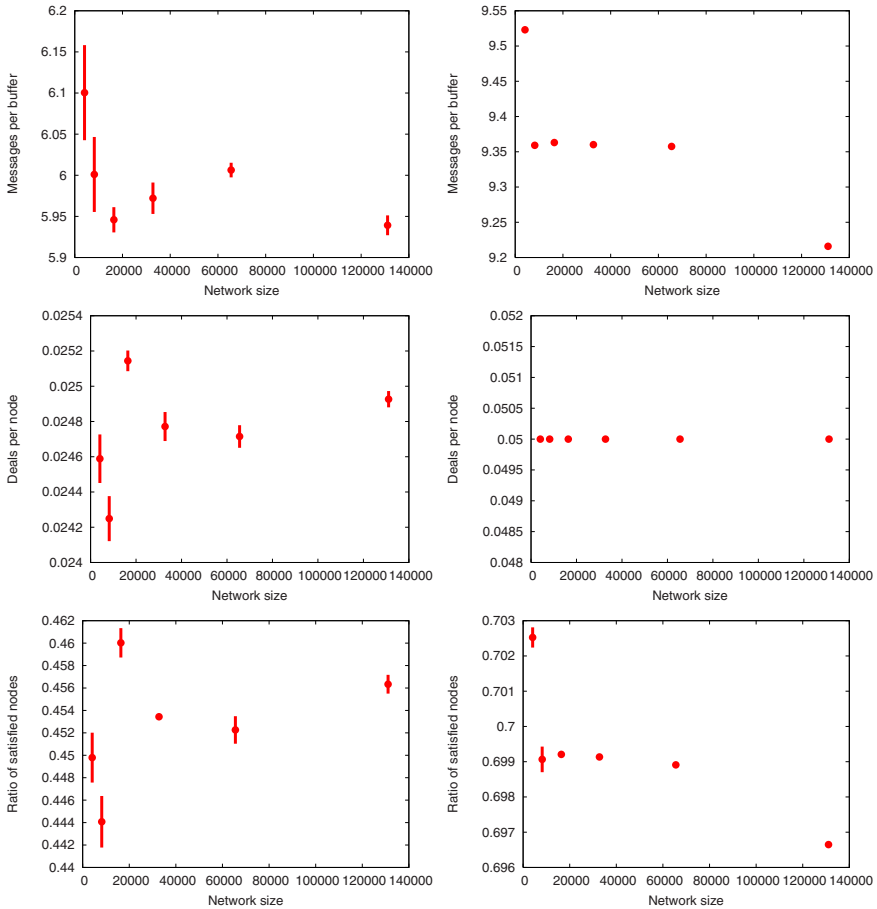 6.2
6.15
6.1
6.05
6
5.95
5.9
Messages per buffer
0 20000 40000 60000 80000 100000 120000 140000
Network size
9.55
9.5
9.45
9.4
9.35
9.3
9.25
9.2
Messages per buffer
0 20000 40000 60000 80000 100000 120000 140000
Network size
0.0254
0.0252
0.025
0.0248
0.0246
0.0244
0.0242
0.024
Deals per node
0 20000 40000 60000 80000 100000 120000 140000
Network size
0.052
0.0515
0.051
0.0505
0.05
0.0495
0.049
0.0485
0.048
Deals per node
0 20000 40000 60000 80000 100000 120000 140000
Network size
0.462
0.46
0.458
0.456
0.454
0.452
0.45
0.448
0.446
0.444
0.442
0.44
Ratio of satisfied nodes
0 20000 40000 60000 80000 100000 120000 140000
Network size
0.703
0.702
0.701
0.7
0.699
0.698
0.697
0.696
Ratio of satisfied nodes
0 20000 40000 60000 80000 100000 120000 140000
Network size